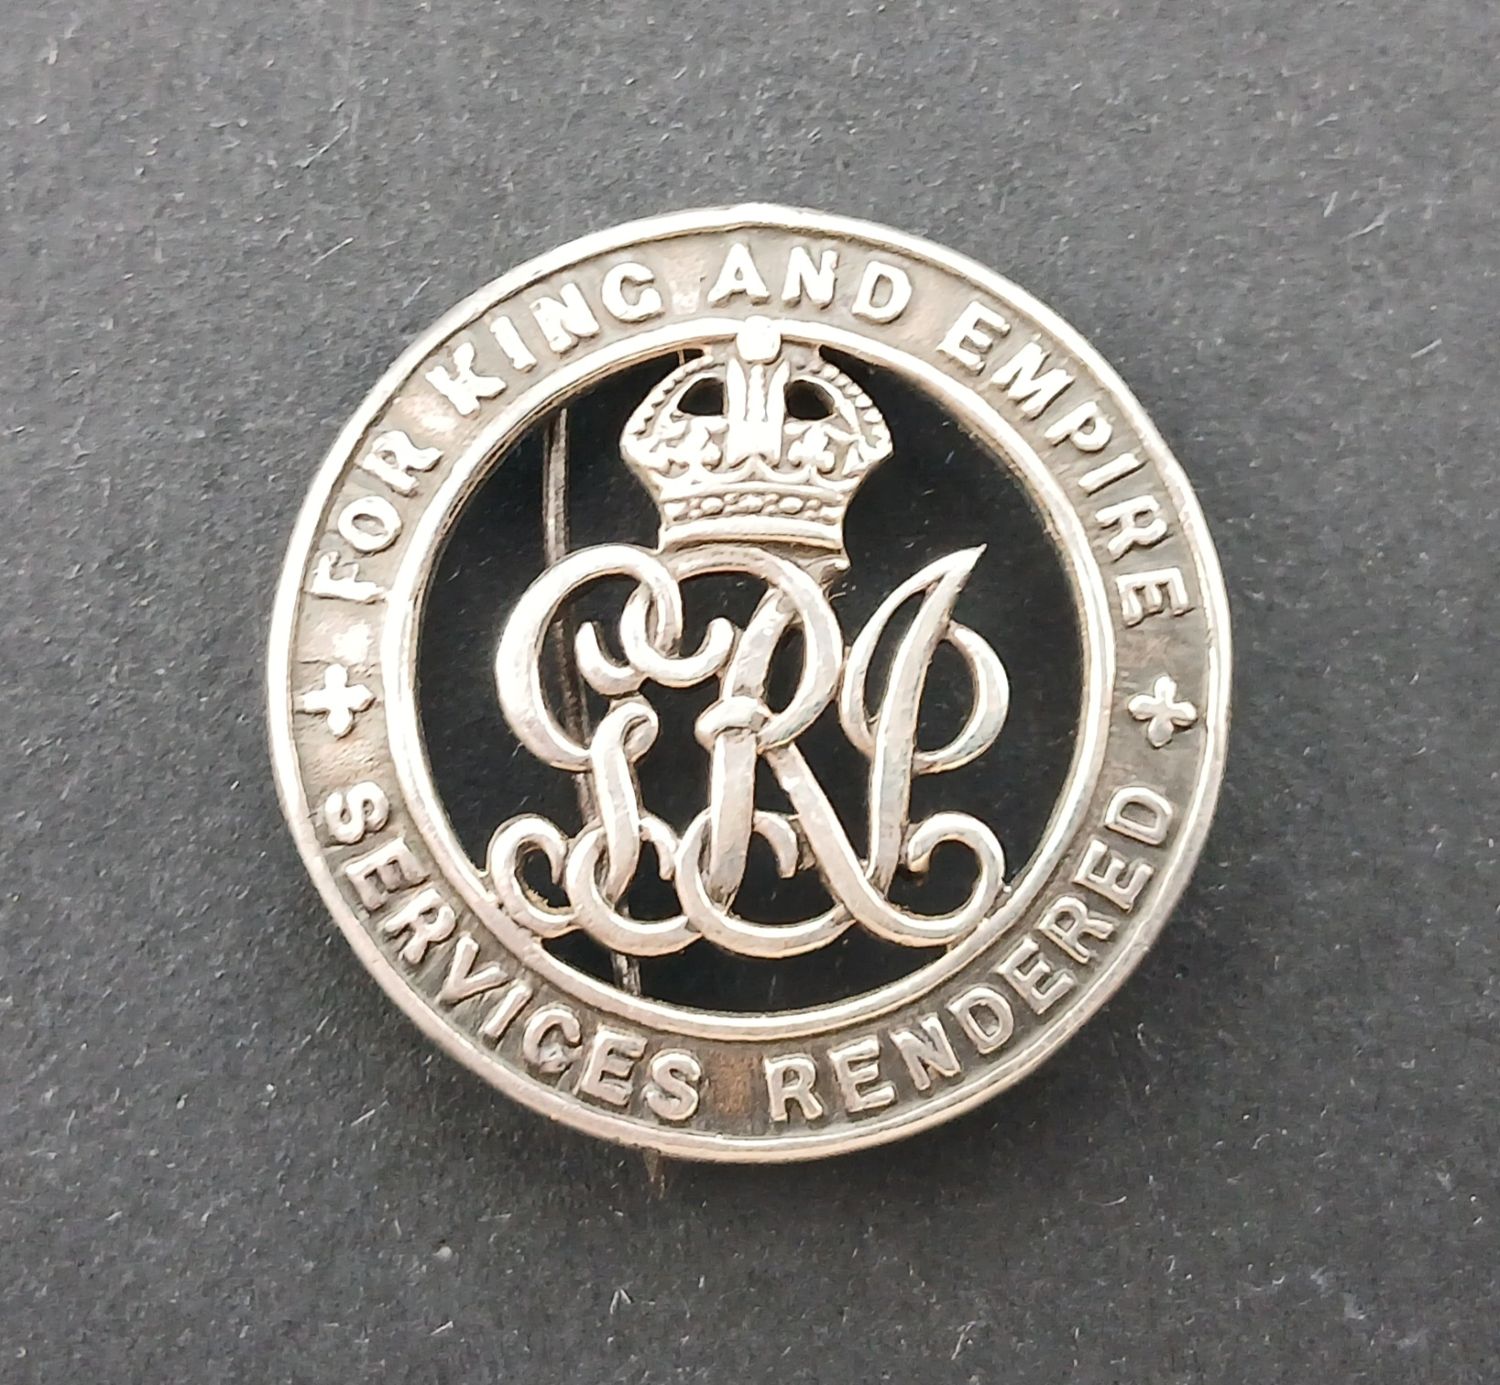 FOR KING AND EMPIRE
SERVICES RENDERED
GRI